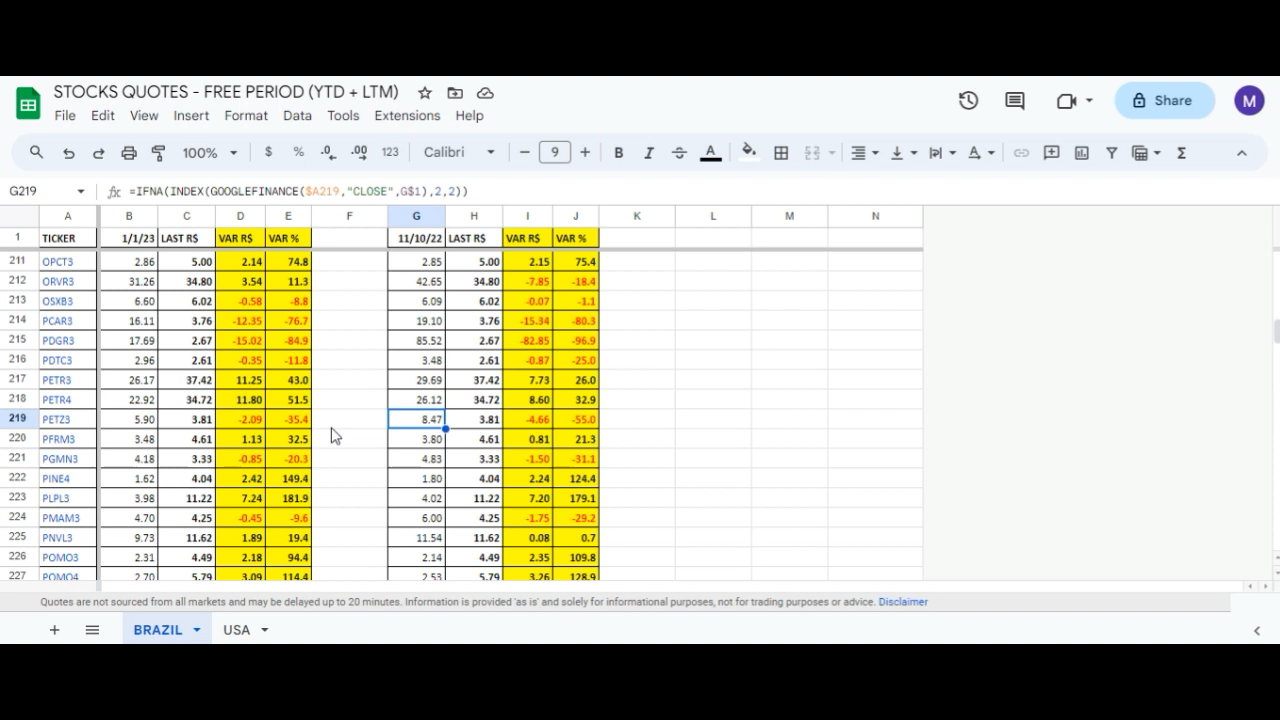 STOCKS QUOTES - FREE PERIOD (YTD + LTM)
File Edit View Insert Format Data Tools Extensions Help
Share M
100% $ % .0 .00 123 Calibri − 9 + B I A Σ
G219 fx =IFNA(INDEX(GOOGLEFINANCE($A219,"CLOSE",G$1),2,2))
A B C D E F G H I J K L M N
1 TICKER 1/1/23 LAST R$ VAR R$ VAR % 11/10/22 LAST R$ VAR R$ VAR %
211 OPCT3 2.86 5.00 2.14 74.8 2.85 5.00 2.15 75.4
212 ORVR3 31.26 34.80 3.54 11.3 42.65 34.80 -7.85 -18.4
213 OSXB3 6.60 6.02 -0.58 -8.8 6.09 6.02 -0.07 -1.1
214 PCAR3 16.11 3.76 -12.35 -76.7 19.10 3.76 -15.34 -80.3
215 PDGR3 17.69 2.67 -15.02 -84.9 85.52 2.67 -82.85 -96.9
216 PDTC3 2.96 2.61 -0.35 -11.8 3.48 2.61 -0.87 -25.0
217 PETR3 26.17 37.42 11.25 43.0 29.69 37.42 7.73 26.0
218 PETR4 22.92 34.72 11.80 51.5 26.12 34.72 8.60 32.9
219 PETZ3 5.90 3.81 -2.09 -35.4 8.47 3.81 -4.66 -55.0
220 PFRM3 3.48 4.61 1.13 32.5 3.80 4.61 0.81 21.3
221 PGMN3 4.18 3.33 -0.85 -20.3 4.83 3.33 -1.50 -31.1
222 PINE4 1.62 4.04 2.42 149.4 1.80 4.04 2.24 124.4
223 PLPL3 3.98 11.22 7.24 181.9 4.02 11.22 7.20 179.1
224 PMAM3 4.70 4.25 -0.45 -9.6 6.00 4.25 -1.75 -29.2
225 PNVL3 9.73 11.62 1.89 19.4 11.54 11.62 0.08 0.7
226 POMO3 2.31 4.49 2.18 94.4 2.14 4.49 2.35 109.8
227 POMO4 2.70 5.79 3.09 114.4 2.53 5.79 3.26 128.9
Quotes are not sourced from all markets and may be delayed up to 20 minutes. Information is provided 'as is' and solely for informational purposes, not for trading purposes or advice. Disclaimer
BRAZIL USA